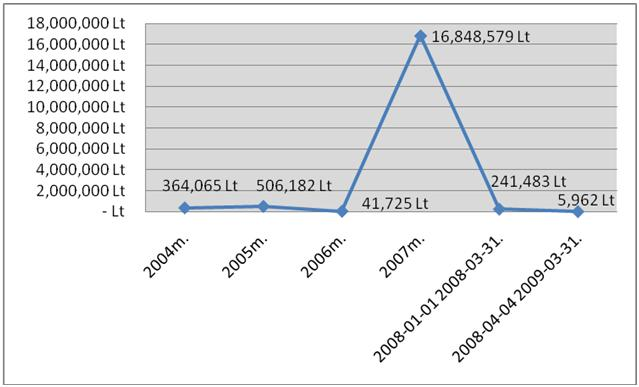 18,000,000 Lt
16,000,000 Lt
14,000,000 Lt
12,000,000 Lt
10,000,000 Lt
8,000,000 Lt
6,000,000 Lt
4,000,000 Lt
2,000,000 Lt
- Lt
364,065 Lt
506,182 Lt
41,725 Lt
16,848,579 Lt
241,483 Lt
5,962 Lt
2004m.
2005m.
2006m.
2007m.
2008-01-01 2008-03-31.
2008-04-04 2009-03-31.